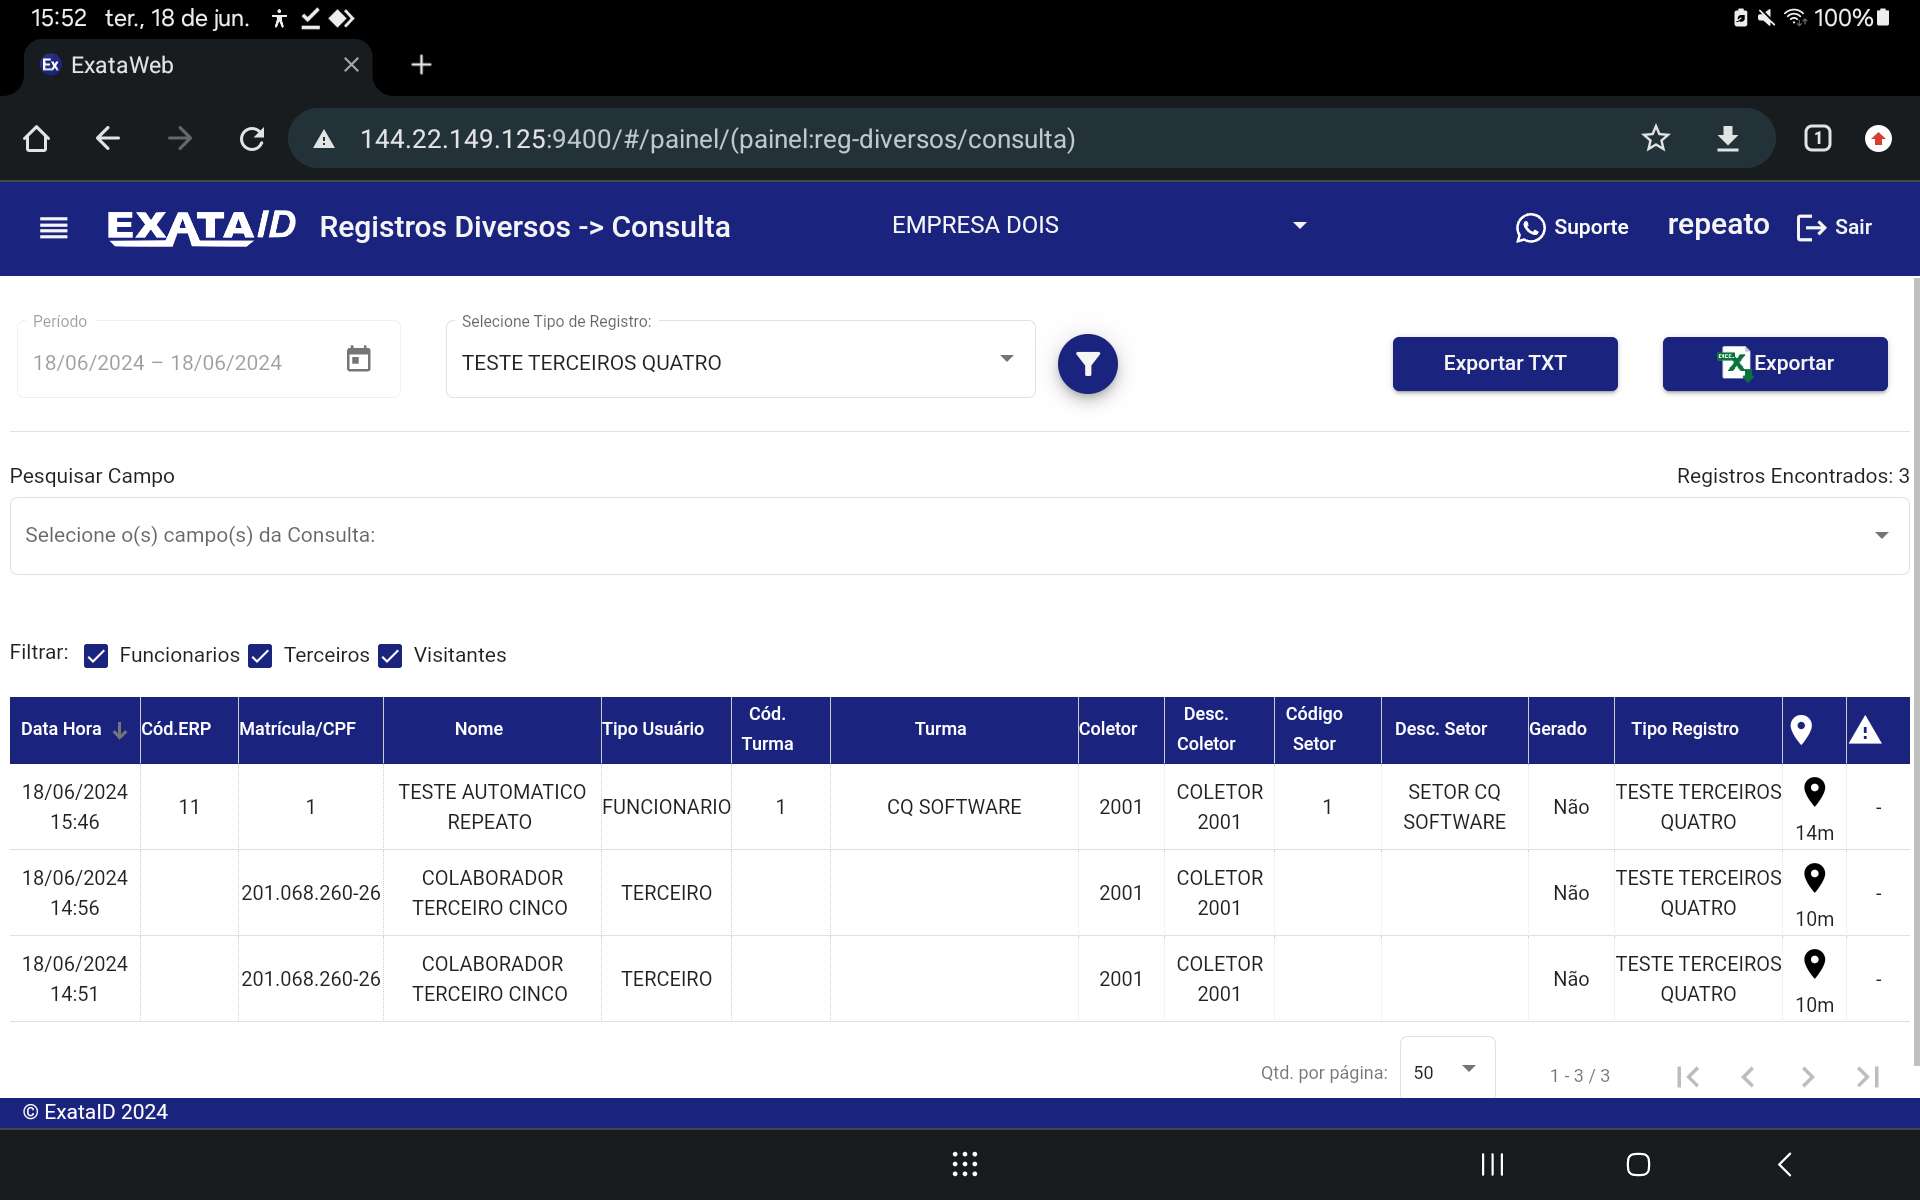 15:52 ter., 18 de jun. 100%
Ex ExataWeb
144.22.149.125:9400/#/painel/(painel:reg-diversos/consulta) 1
EXATAID Registros Diversos -> Consulta EMPRESA DOIS Suporte repeato Sair
Período Selecione Tipo de Registro:
18/06/2024 – 18/06/2024 TESTE TERCEIROS QUATRO Exportar TXT Exportar
Pesquisar Campo Registros Encontrados: 3
Selecione o(s) campo(s) da Consulta:
Filtrar: Funcionarios Terceiros Visitantes
Data Hora Cód.ERP Matrícula/CPF Nome Tipo Usuário Cód. Turma Turma Coletor Desc. Coletor Código Setor Desc. Setor Gerado Tipo Registro
18/06/2024 15:46 11 1 TESTE AUTOMATICO REPEATO FUNCIONARIO 1 CQ SOFTWARE 2001 COLETOR 2001 1 SETOR CQ SOFTWARE Não TESTE TERCEIROS QUATRO 14m -
18/06/2024 14:56 201.068.260-26 COLABORADOR TERCEIRO CINCO TERCEIRO 2001 COLETOR 2001 Não TESTE TERCEIROS QUATRO 10m -
18/06/2024 14:51 201.068.260-26 COLABORADOR TERCEIRO CINCO TERCEIRO 2001 COLETOR 2001 Não TESTE TERCEIROS QUATRO 10m -
Qtd. por página: 50 1 - 3 / 3
© ExataID 2024